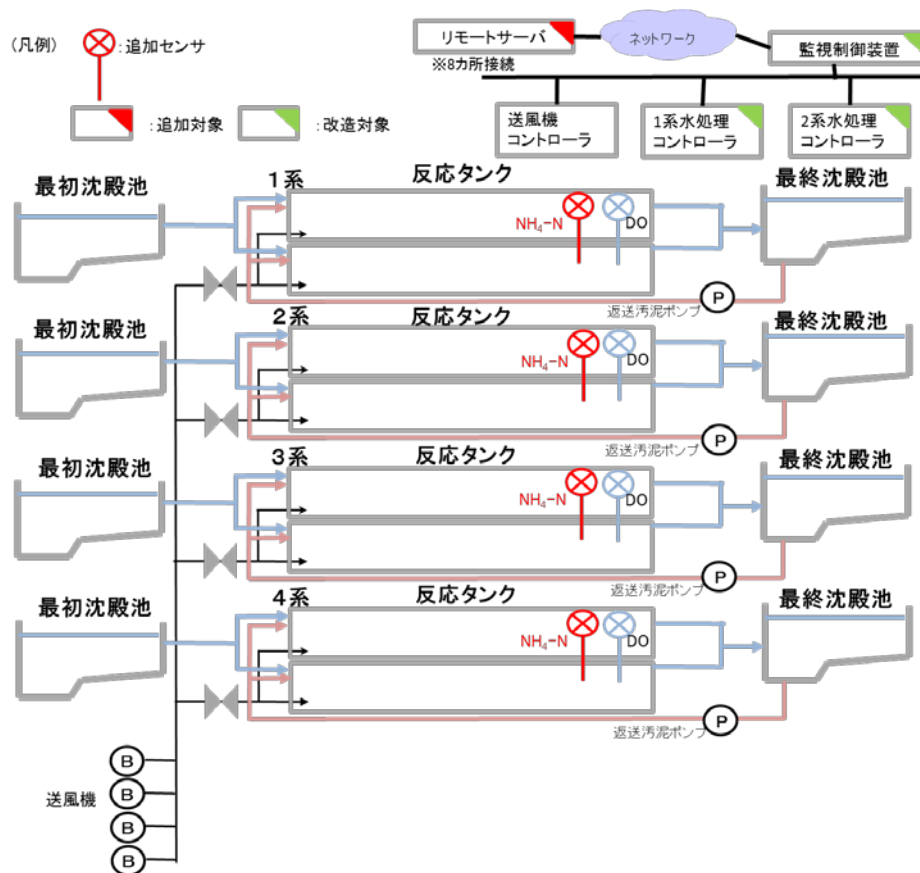 (凡例)
:追加センサ
:追加対象
:改造対象
リモートサーバ
※8カ所接続
ネットワーク
監視制御装置
送風機
コントローラ
1系水処理
コントローラ
2系水処理
コントローラ
最初沈殿池
1系
反応タンク
最終沈殿池
NH₄-N
DO
P
返送汚泥ポンプ
最初沈殿池
2系
反応タンク
最終沈殿池
NH₄-N
DO
P
返送汚泥ポンプ
最初沈殿池
3系
反応タンク
最終沈殿池
NH₄-N
DO
P
返送汚泥ポンプ
最初沈殿池
4系
反応タンク
最終沈殿池
NH₄-N
DO
P
返送汚泥ポンプ
送風機
B
B
B
B